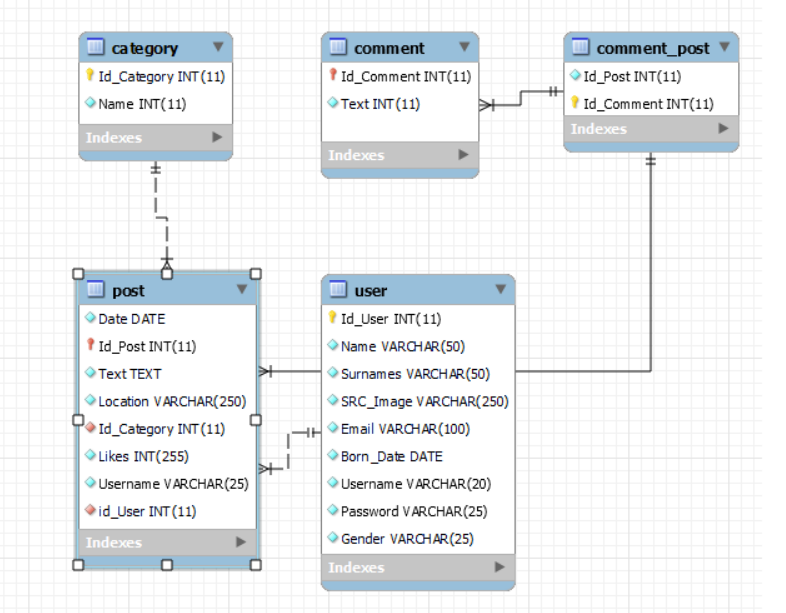 category
Id_Category INT(11)
Name INT(11)
Indexes
comment
Id_Comment INT(11)
Text INT(11)
Indexes
comment_post
Id_Post INT(11)
Id_Comment INT(11)
Indexes
post
Date DATE
Id_Post INT(11)
Text TEXT
Location VARCHAR(250)
Id_Category INT(11)
Likes INT(255)
Username VARCHAR(25)
id_User INT(11)
Indexes
user
Id_User INT(11)
Name VARCHAR(50)
Surnames VARCHAR(50)
SRC_Image VARCHAR(250)
Email VARCHAR(100)
Born_Date DATE
Username VARCHAR(20)
Password VARCHAR(25)
Gender VARCHAR(25)
Indexes